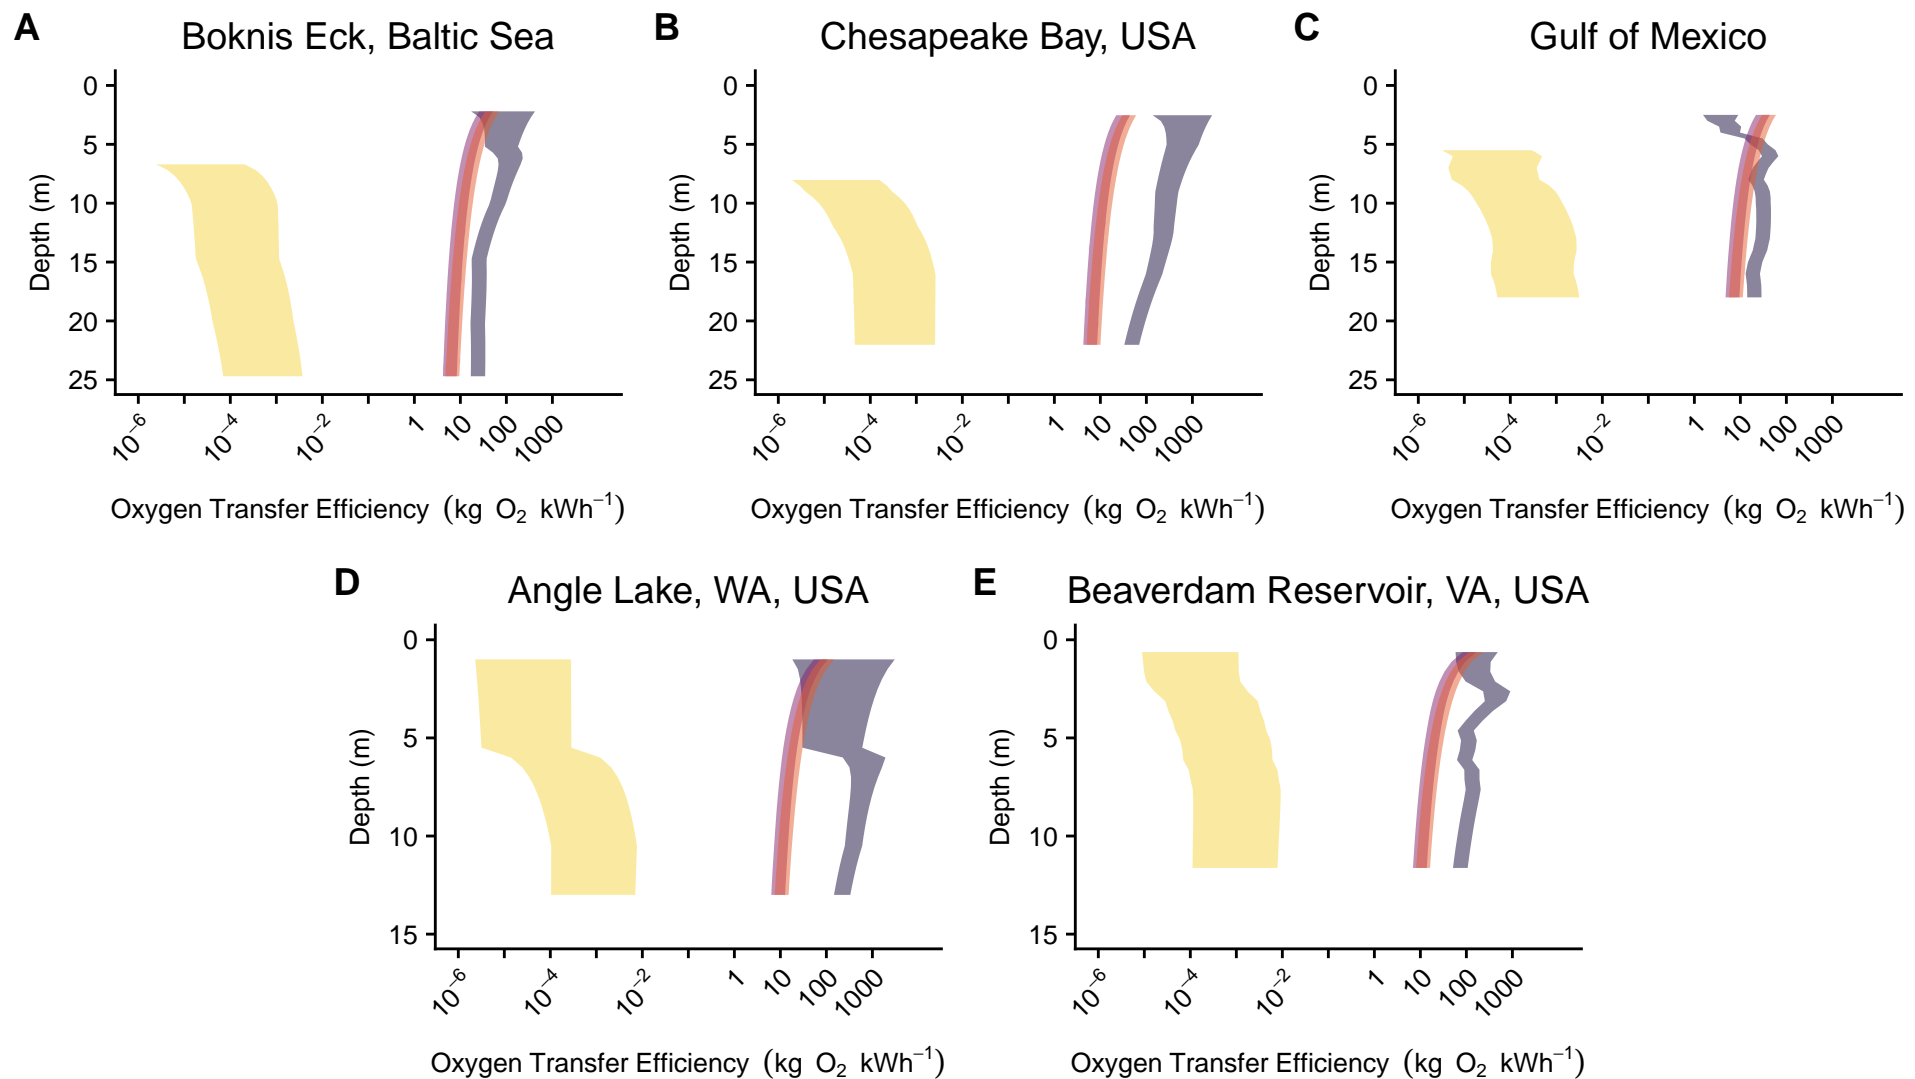 A Boknis Eck, Baltic Sea
0
5
10
15
20
25
Depth (m)
10⁻⁶ 10⁻⁴ 10⁻² 1 10 100 1000
Oxygen Transfer Efficiency (kg O₂ kWh⁻¹)
B Chesapeake Bay, USA
0
5
10
15
20
25
Depth (m)
10⁻⁶ 10⁻⁴ 10⁻² 1 10 100 1000
Oxygen Transfer Efficiency (kg O₂ kWh⁻¹)
C Gulf of Mexico
0
5
10
15
20
25
Depth (m)
10⁻⁶ 10⁻⁴ 10⁻² 1 10 100 1000
Oxygen Transfer Efficiency (kg O₂ kWh⁻¹)
D Angle Lake, WA, USA
0
5
10
15
Depth (m)
10⁻⁶ 10⁻⁴ 10⁻² 1 10 100 1000
Oxygen Transfer Efficiency (kg O₂ kWh⁻¹)
E Beaverdam Reservoir, VA, USA
0
5
10
15
Depth (m)
10⁻⁶ 10⁻⁴ 10⁻² 1 10 100 1000
Oxygen Transfer Efficiency (kg O₂ kWh⁻¹)